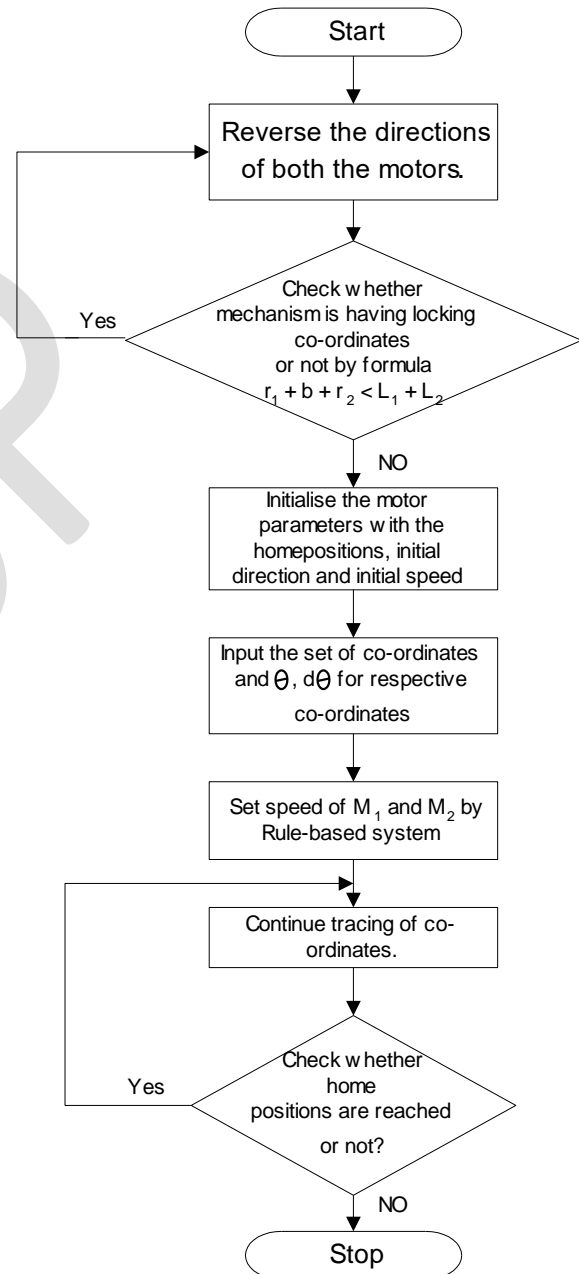 Start
Reverse the directions
of both the motors.
Check whether
mechanism is having locking
co-ordinates
or not by formula
r₁ + b + r₂ < L₁ + L₂
Yes
NO
Initialise the motor
parameters with the
homepositions, initial
direction and initial speed
Input the set of co-ordinates
and θ, dθ for respective
co-ordinates
Set speed of M₁ and M₂ by
Rule-based system
Continue tracing of co-
ordinates.
Check whether
home
positions are reached
or not?
Yes
NO
Stop